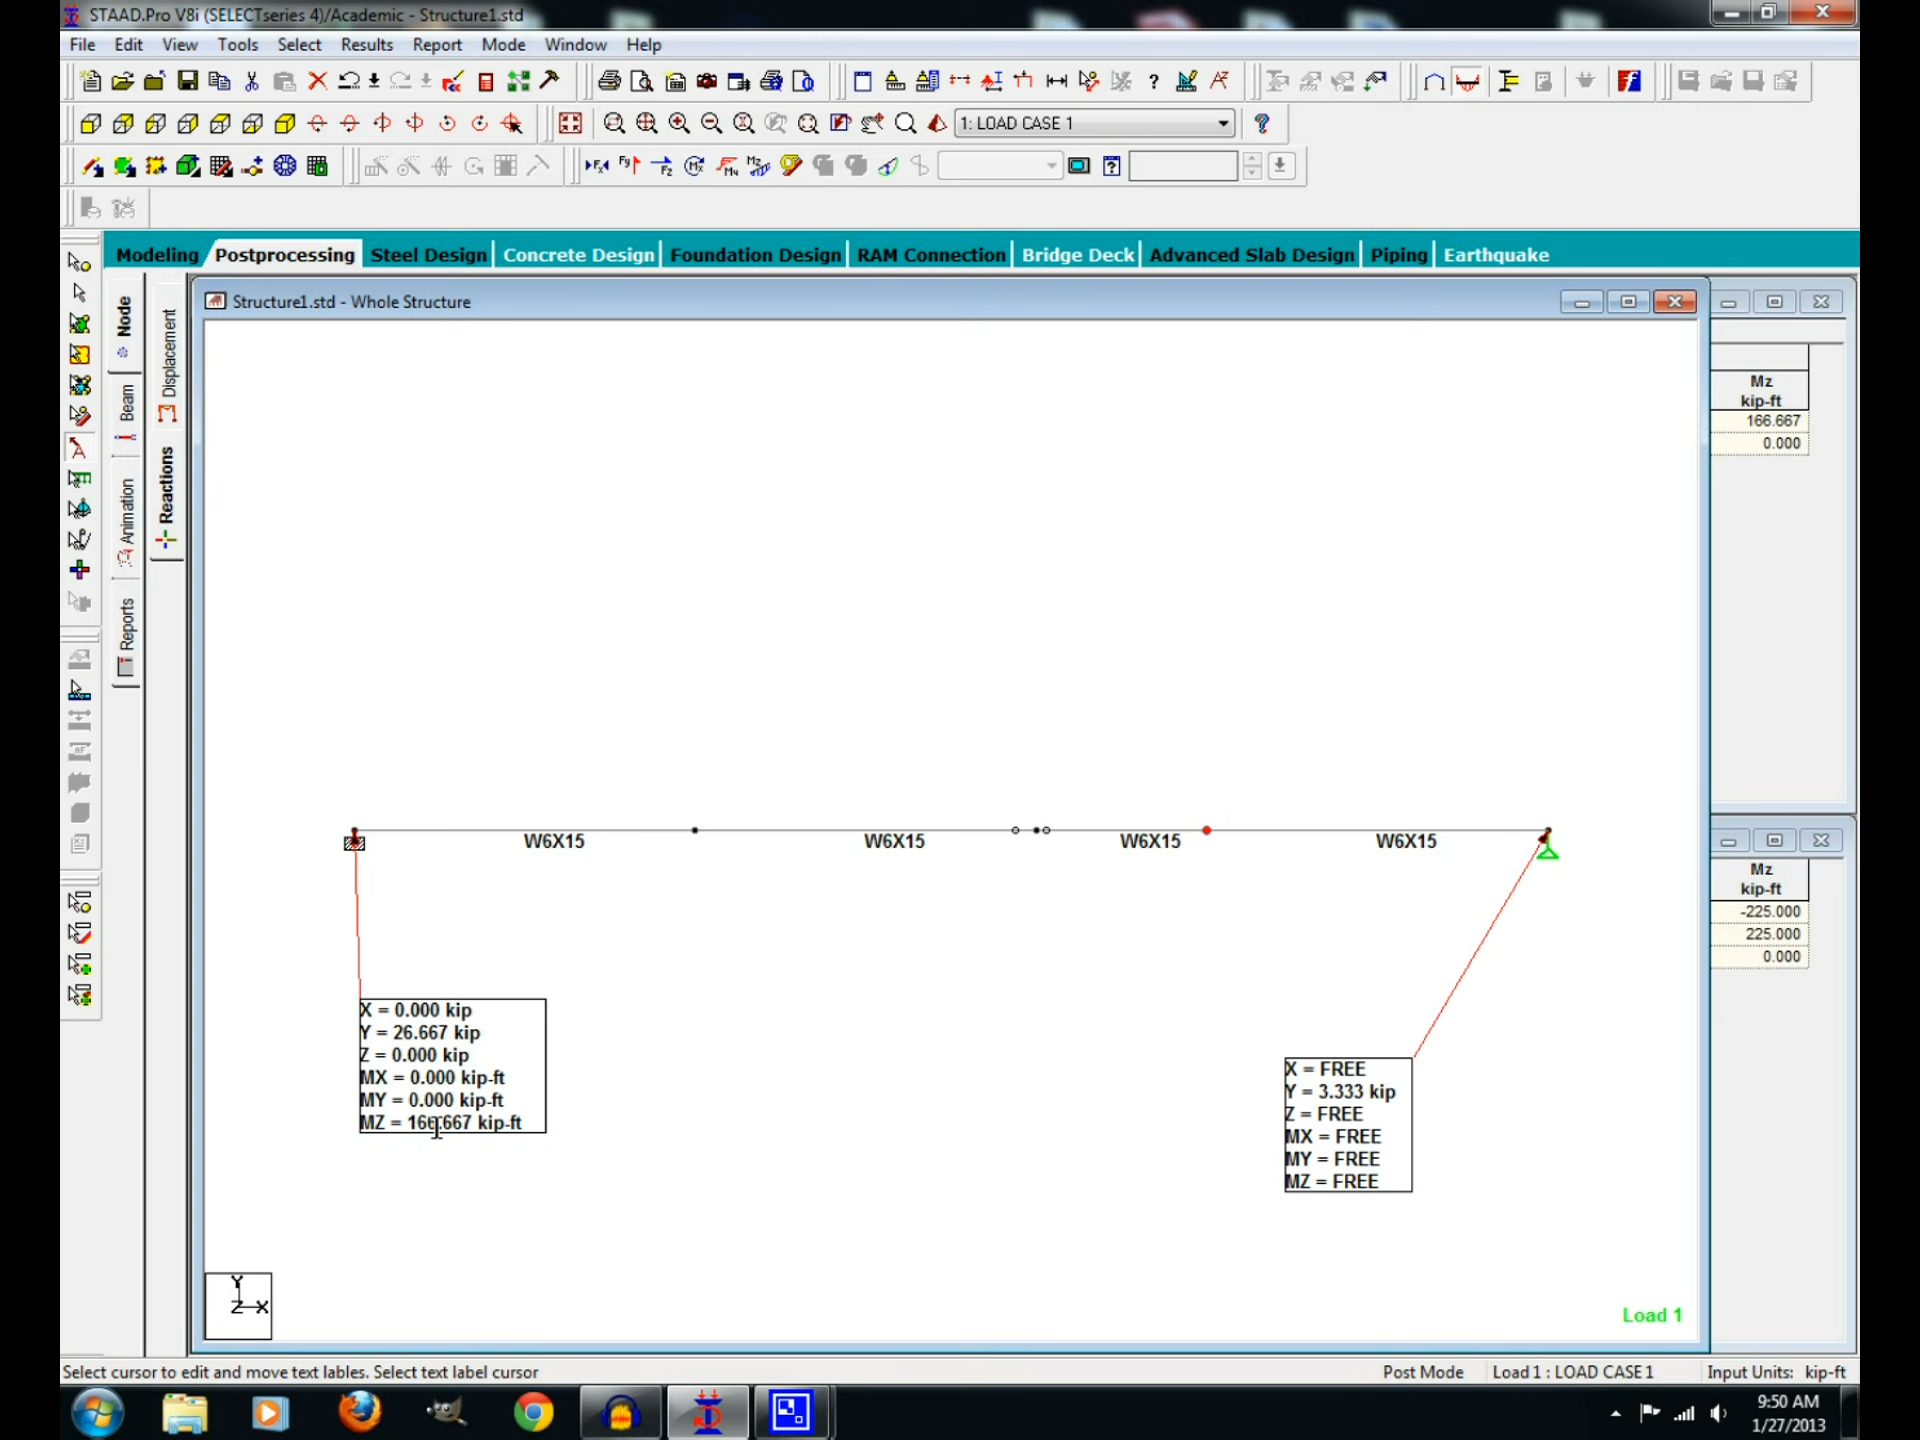 STAAD.Pro V8i (SELECTseries 4)/Academic - Structure1.std
File Edit View Tools Select Results Report Mode Window Help
1: LOAD CASE 1
Modeling Postprocessing Steel Design Concrete Design Foundation Design RAM Connection Bridge Deck Advanced Slab Design Piping Earthquake
Node
Beam
Animation
Reports
Displacement
Reactions
Structure1.std - Whole Structure
Mz
kip-ft
166.667
0.000
W6X15 W6X15 W6X15 W6X15
Mz
kip-ft
-225.000
225.000
0.000
X = 0.000 kip
Y = 26.667 kip
Z = 0.000 kip
MX = 0.000 kip-ft
MY = 0.000 kip-ft
MZ = 166.667 kip-ft
X = FREE
Y = 3.333 kip
Z = FREE
MX = FREE
MY = FREE
MZ = FREE
Y
Z X
Load 1
Select cursor to edit and move text lables. Select text label cursor Post Mode Load 1 : LOAD CASE 1 Input Units: kip-ft
9:50 AM
1/27/2013